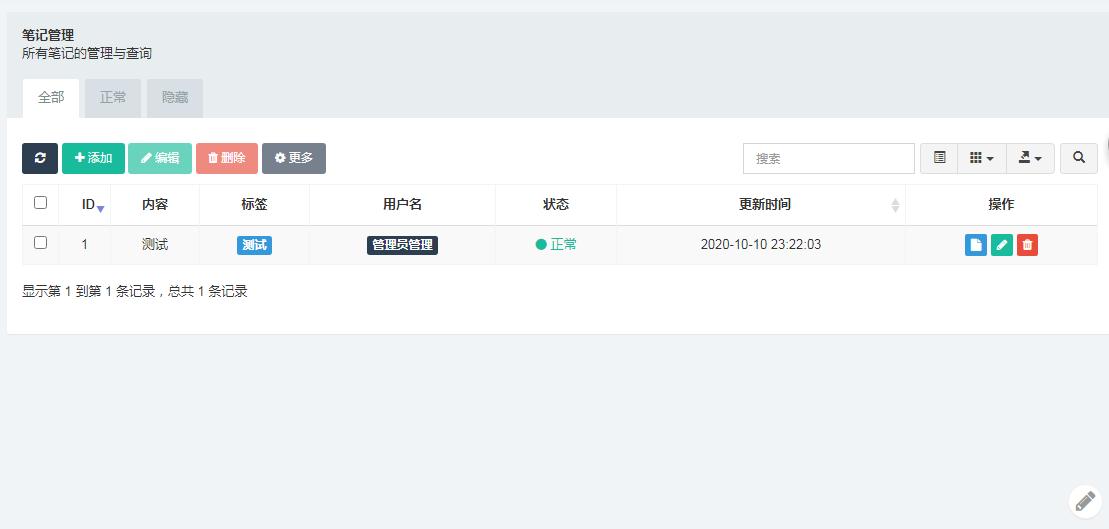 笔记管理
所有笔记的管理与查询
全部 正常 隐藏
添加 编辑 删除 更多 搜索
ID 内容 标签 用户名 状态 更新时间 操作
1 测试 测试 管理员管理 正常 2020-10-10 23:22:03
显示第 1 到第 1 条记录，总共 1 条记录